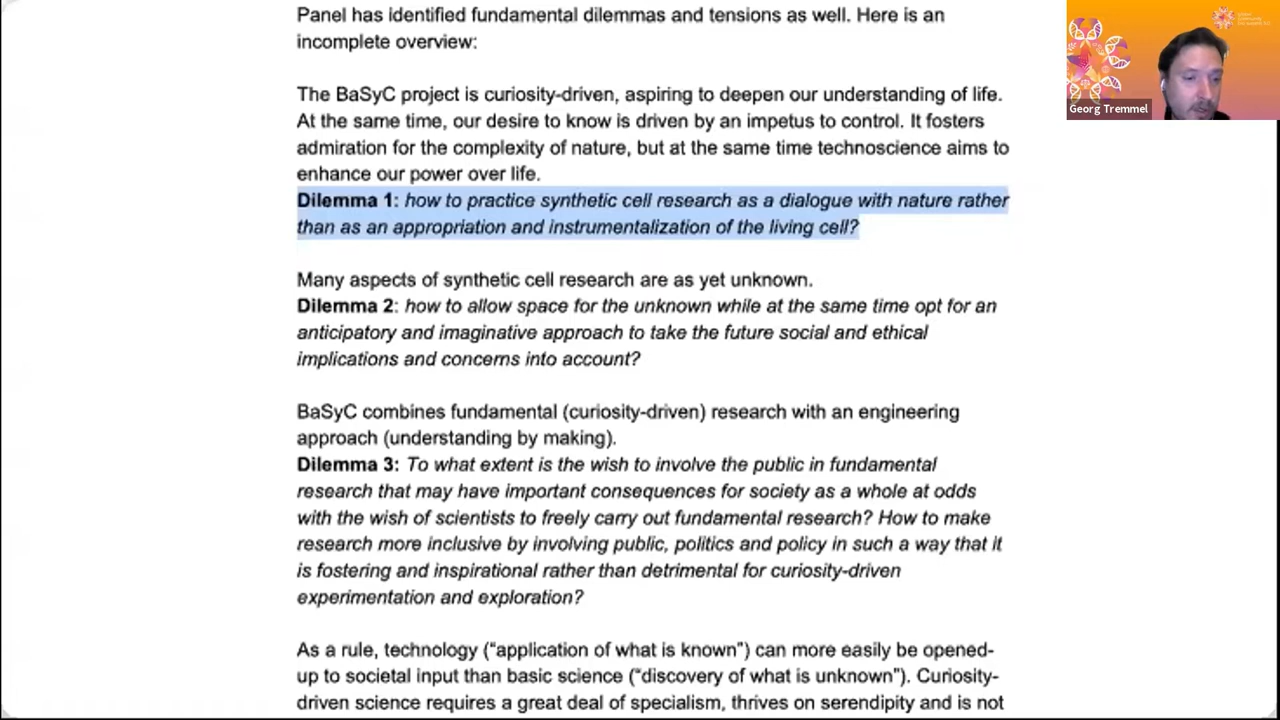 Panel has identified fundamental dilemmas and tensions as well. Here is an
incomplete overview:
The BaSyC project is curiosity-driven, aspiring to deepen our understanding of life.
At the same time, our desire to know is driven by an impetus to control. It fosters
admiration for the complexity of nature, but at the same time technoscience aims to
enhance our power over life.
Dilemma 1: how to practice synthetic cell research as a dialogue with nature rather
than as an appropriation and instrumentalization of the living cell?
Many aspects of synthetic cell research are as yet unknown.
Dilemma 2: how to allow space for the unknown while at the same time opt for an
anticipatory and imaginative approach to take the future social and ethical
implications and concerns into account?
BaSyC combines fundamental (curiosity-driven) research with an engineering
approach (understanding by making).
Dilemma 3: To what extent is the wish to involve the public in fundamental
research that may have important consequences for society as a whole at odds
with the wish of scientists to freely carry out fundamental research? How to make
research more inclusive by involving public, politics and policy in such a way that it
is fostering and inspirational rather than detrimental for curiosity-driven
experimentation and exploration?
As a rule, technology (“application of what is known”) can more easily be opened-
up to societal input than basic science (“discovery of what is unknown”). Curiosity-
driven science requires a great deal of specialism, thrives on serendipity and is not
Georg Tremmel